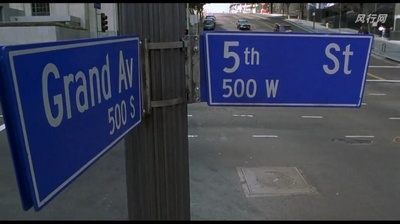 Grand Av
500 S
5th St
500 W
风行网